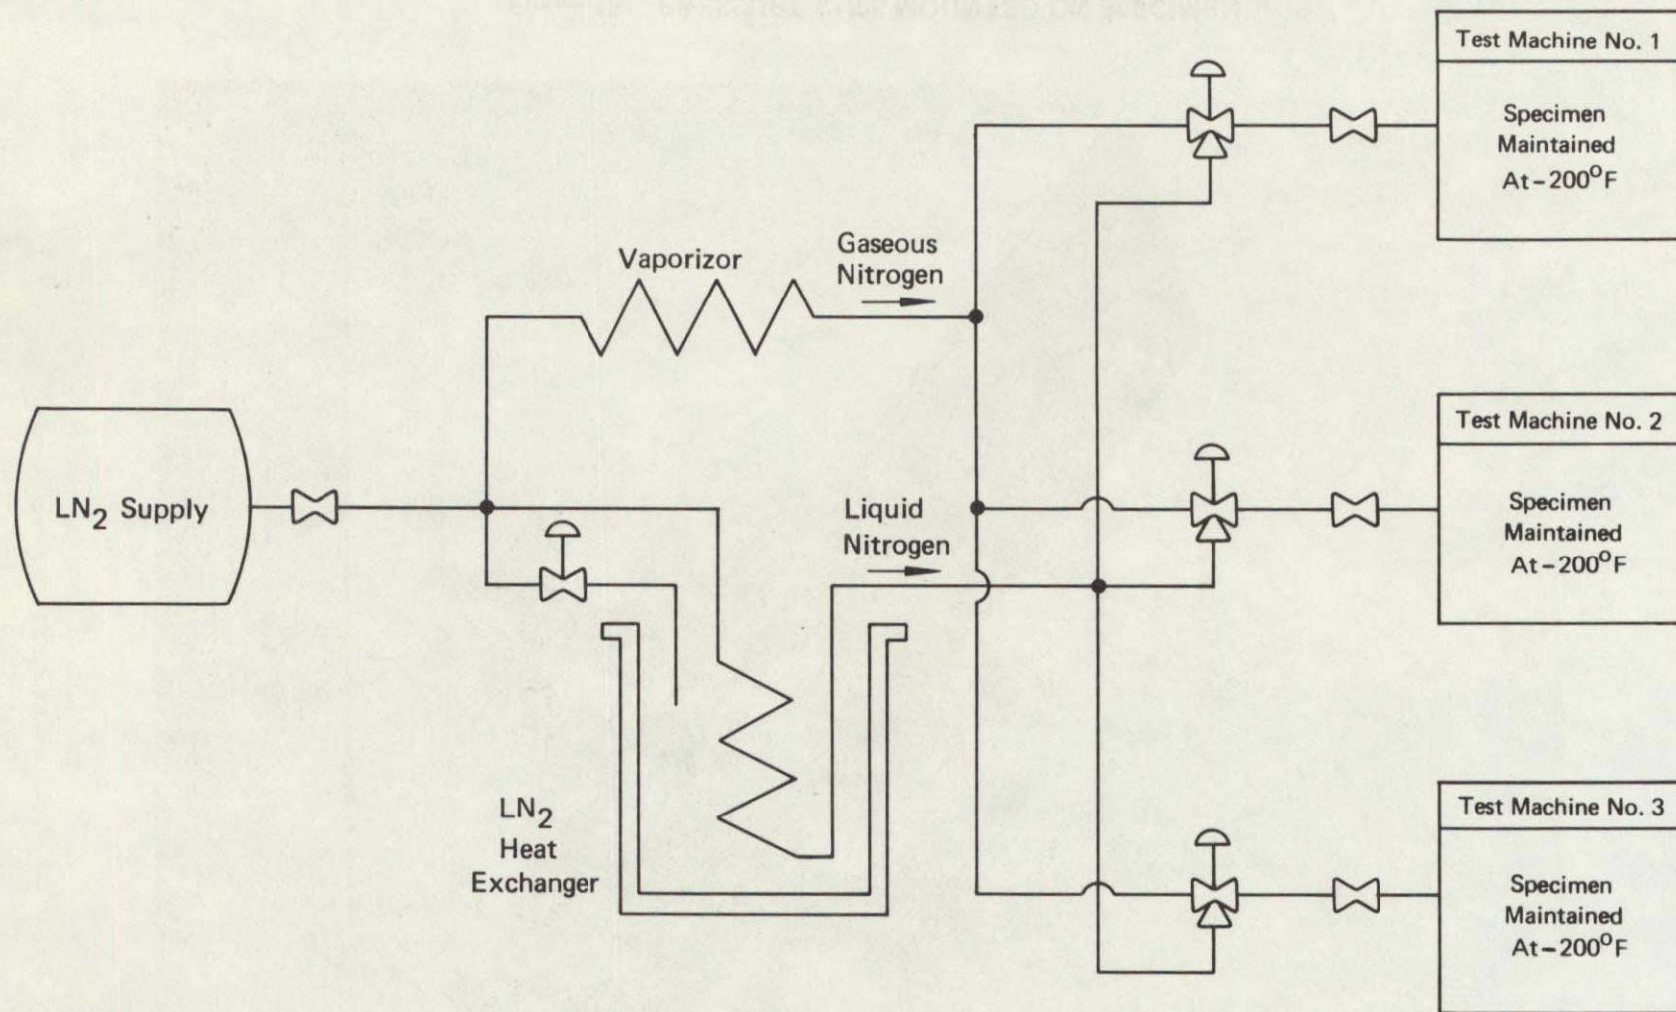 Test Machine No. 1
Specimen
Maintained
At-200°F
Vaporizor
Gaseous
Nitrogen
Test Machine No. 2
LN2 Supply
Liquid
Nitrogen
Specimen
Maintained
At-200°F
LN2
Heat
Exchanger
Test Machine No. 3
Specimen
Maintained
At-200°F